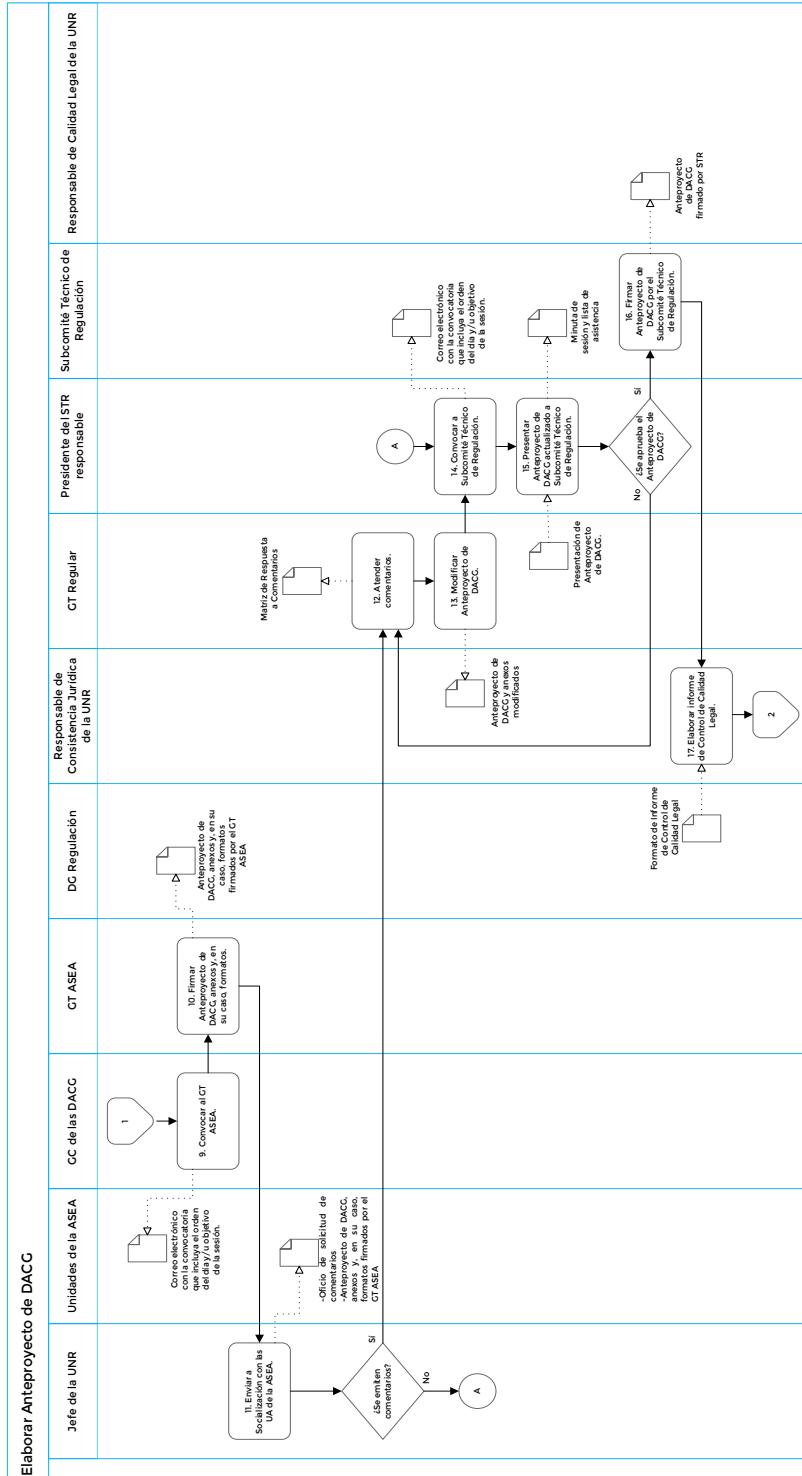 Elaborar Anteproyecto de DACG
Jefe de la UNR
Unidades de la ASEA
GC de las DACG
GT ASEA
DG Regulación
Responsable de
Consistencia Jurídica
de la UNR
GT Regular
Presidente del STR
responsable
Subcomité Técnico de
Regulación
Responsable de Calidad Legal de la UNR
1
9. Convocar al GT
ASEA.
Correo electrónico
con la convocatoria
que incluya el orden
del día y/u objetivo
de la sesión.
10. Firmar
Anteproyecto de
DACG, anexos y, en
su caso, formatos.
Anteproyecto de
DACG, anexos y, en su
caso, formatos
firmados por el GT
ASEA
11. Enviar a
Socialización con las
UA de la ASEA.
-Oficio de solicitud de
comentarios
-Anteproyecto de DACG,
anexos y, en su caso,
formatos firmados por el
GT ASEA
¿Se emiten
comentarios?
Sí
No
A
12. Atender
comentarios.
Matriz de Respuesta
a Comentarios
13. Modificar
Anteproyecto de
DACG.
Anteproyecto de
DACG y anexos
modificados
A
14. Convocar a
Subcomité Técnico
de Regulación.
Correo electrónico
con la convocatoria
que incluya el orden
del día y/u objetivo
de la sesión.
15. Presentar
Anteproyecto de
DACG actualizado a
Subcomité Técnico
de Regulación.
Presentación de
Anteproyecto
de DACG.
Minuta de
sesión y lista de
asistencia
¿Se aprueba el
Anteproyecto de
DACG?
No
Sí
16. Firmar
Anteproyecto de
DACG por el
Subcomité Técnico
de Regulación.
Anteproyecto
de DACG
firmado por STR
17. Elaborar informe
de Control de Calidad
Legal.
Formato de Informe
de Control de
Calidad Legal
2